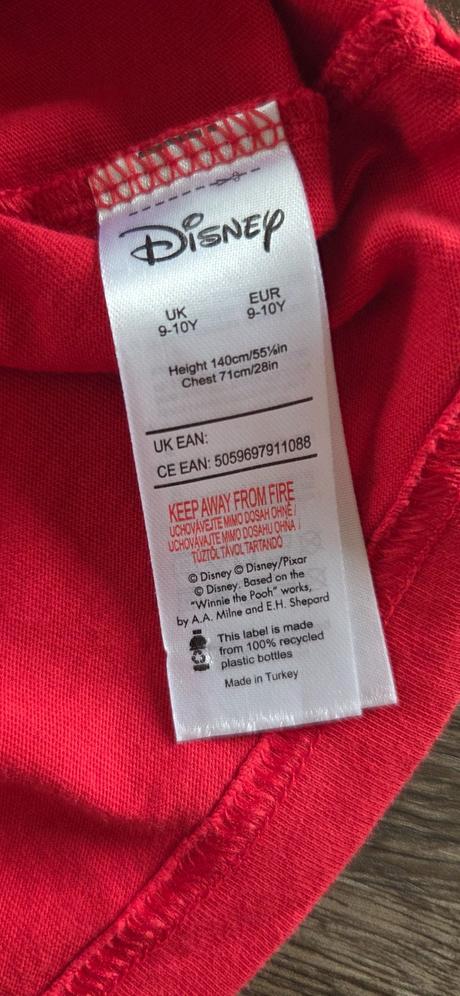 Disney
UK EUR
9-10Y 9-10Y
Height 140cm/55⅛in
Chest 71cm/28in
UK EAN:
CE EAN: 5059697911088
KEEP AWAY FROM FIRE
UCHOVÁVEJTE MIMO DOSAH OHNĚ /
UCHOVÁVAJTE MIMO DOSAHU OHŇA /
TŰZTŐL TÁVOL TARTANDÓ
© Disney © Disney/Pixar
© Disney. Based on the
"Winnie the Pooh" works,
by A.A. Milne and E.H. Shepard
This label is made
from 100% recycled
plastic bottles
Made in Turkey